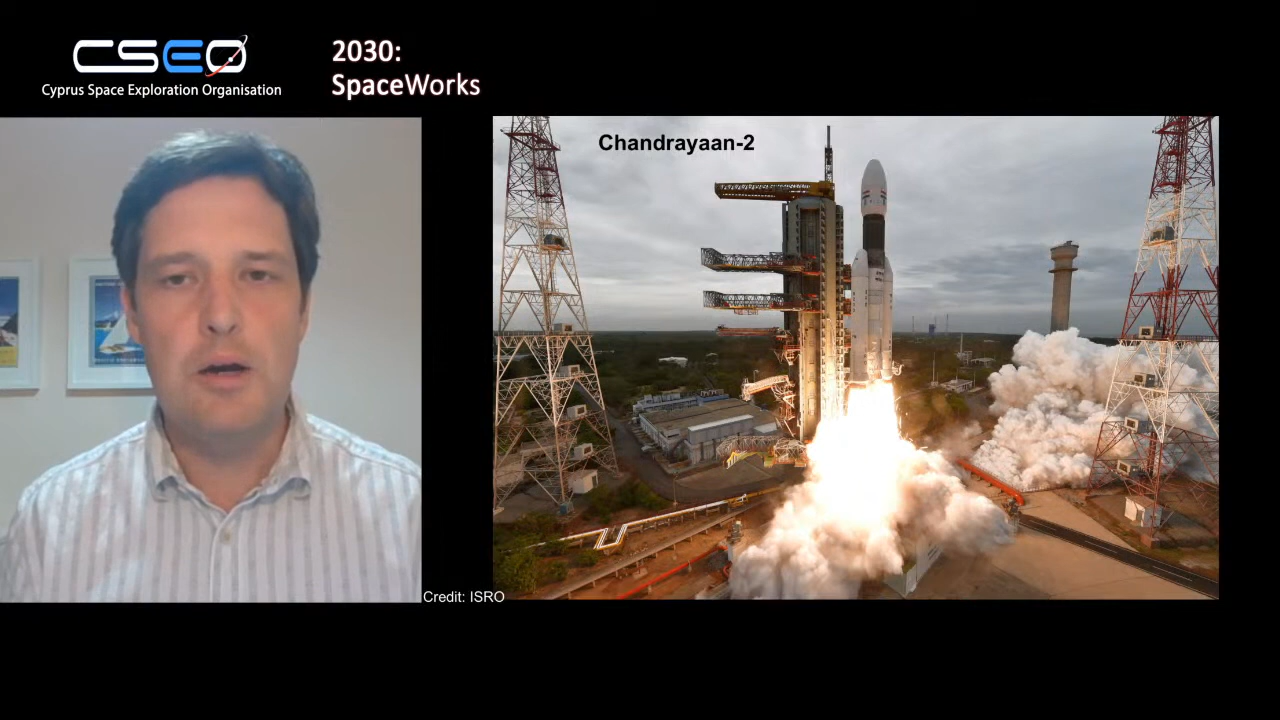 CSEO
Cyprus Space Exploration Organisation
2030:
SpaceWorks
Chandrayaan-2
Credit: ISRO